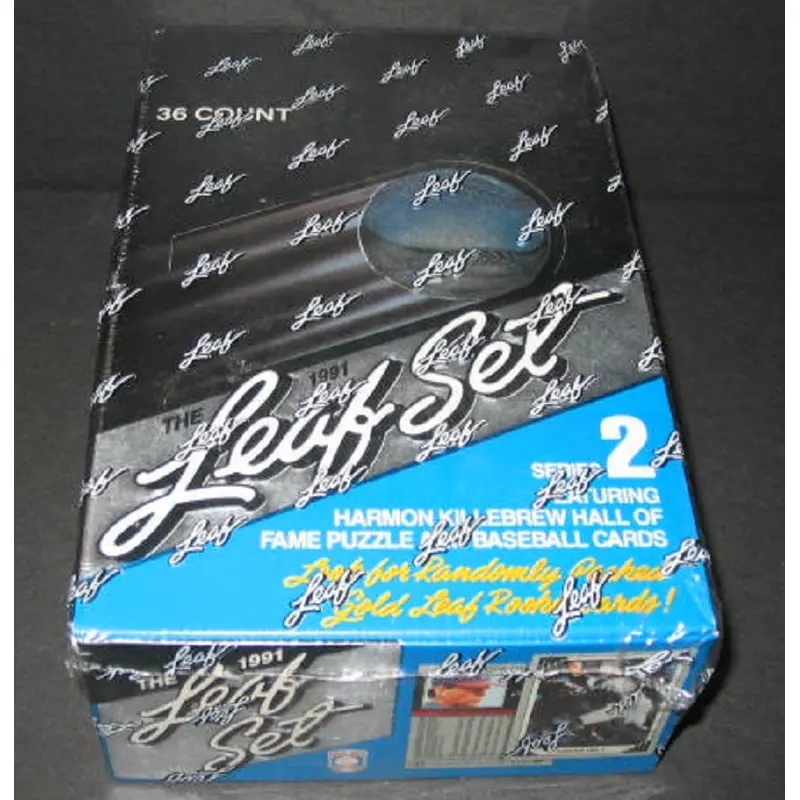 36 COUNT
THE 1991
Leaf Set
SERIES 2
FEATURING
HARMON KILLEBREW HALL OF
FAME PUZZLE BASEBALL CARDS
Look for Randomly Packed
Gold Leaf Rookie Cards!
THE 1991
Leaf
Set
Leaf